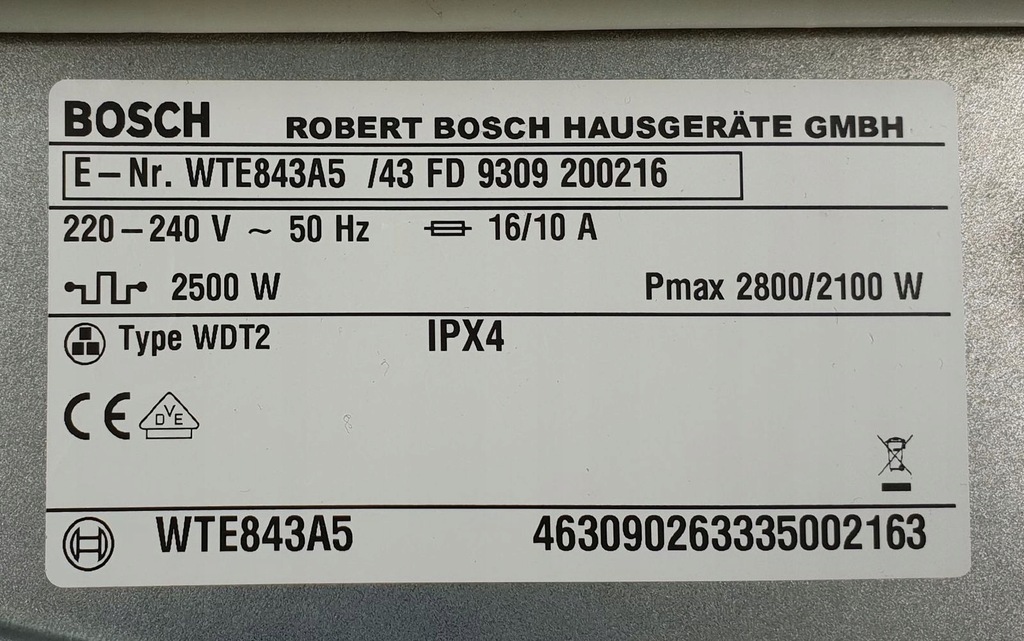 BOSCH ROBERT BOSCH HAUSGERÄTE GMBH
E-Nr. WTE843A5 /43 FD 9309 200216
220-240 V ~ 50 Hz 16/10 A
2500 W Pmax 2800/2100 W
Type WDT2 IPX4
CE DVE
WTE843A5 463090263335002163